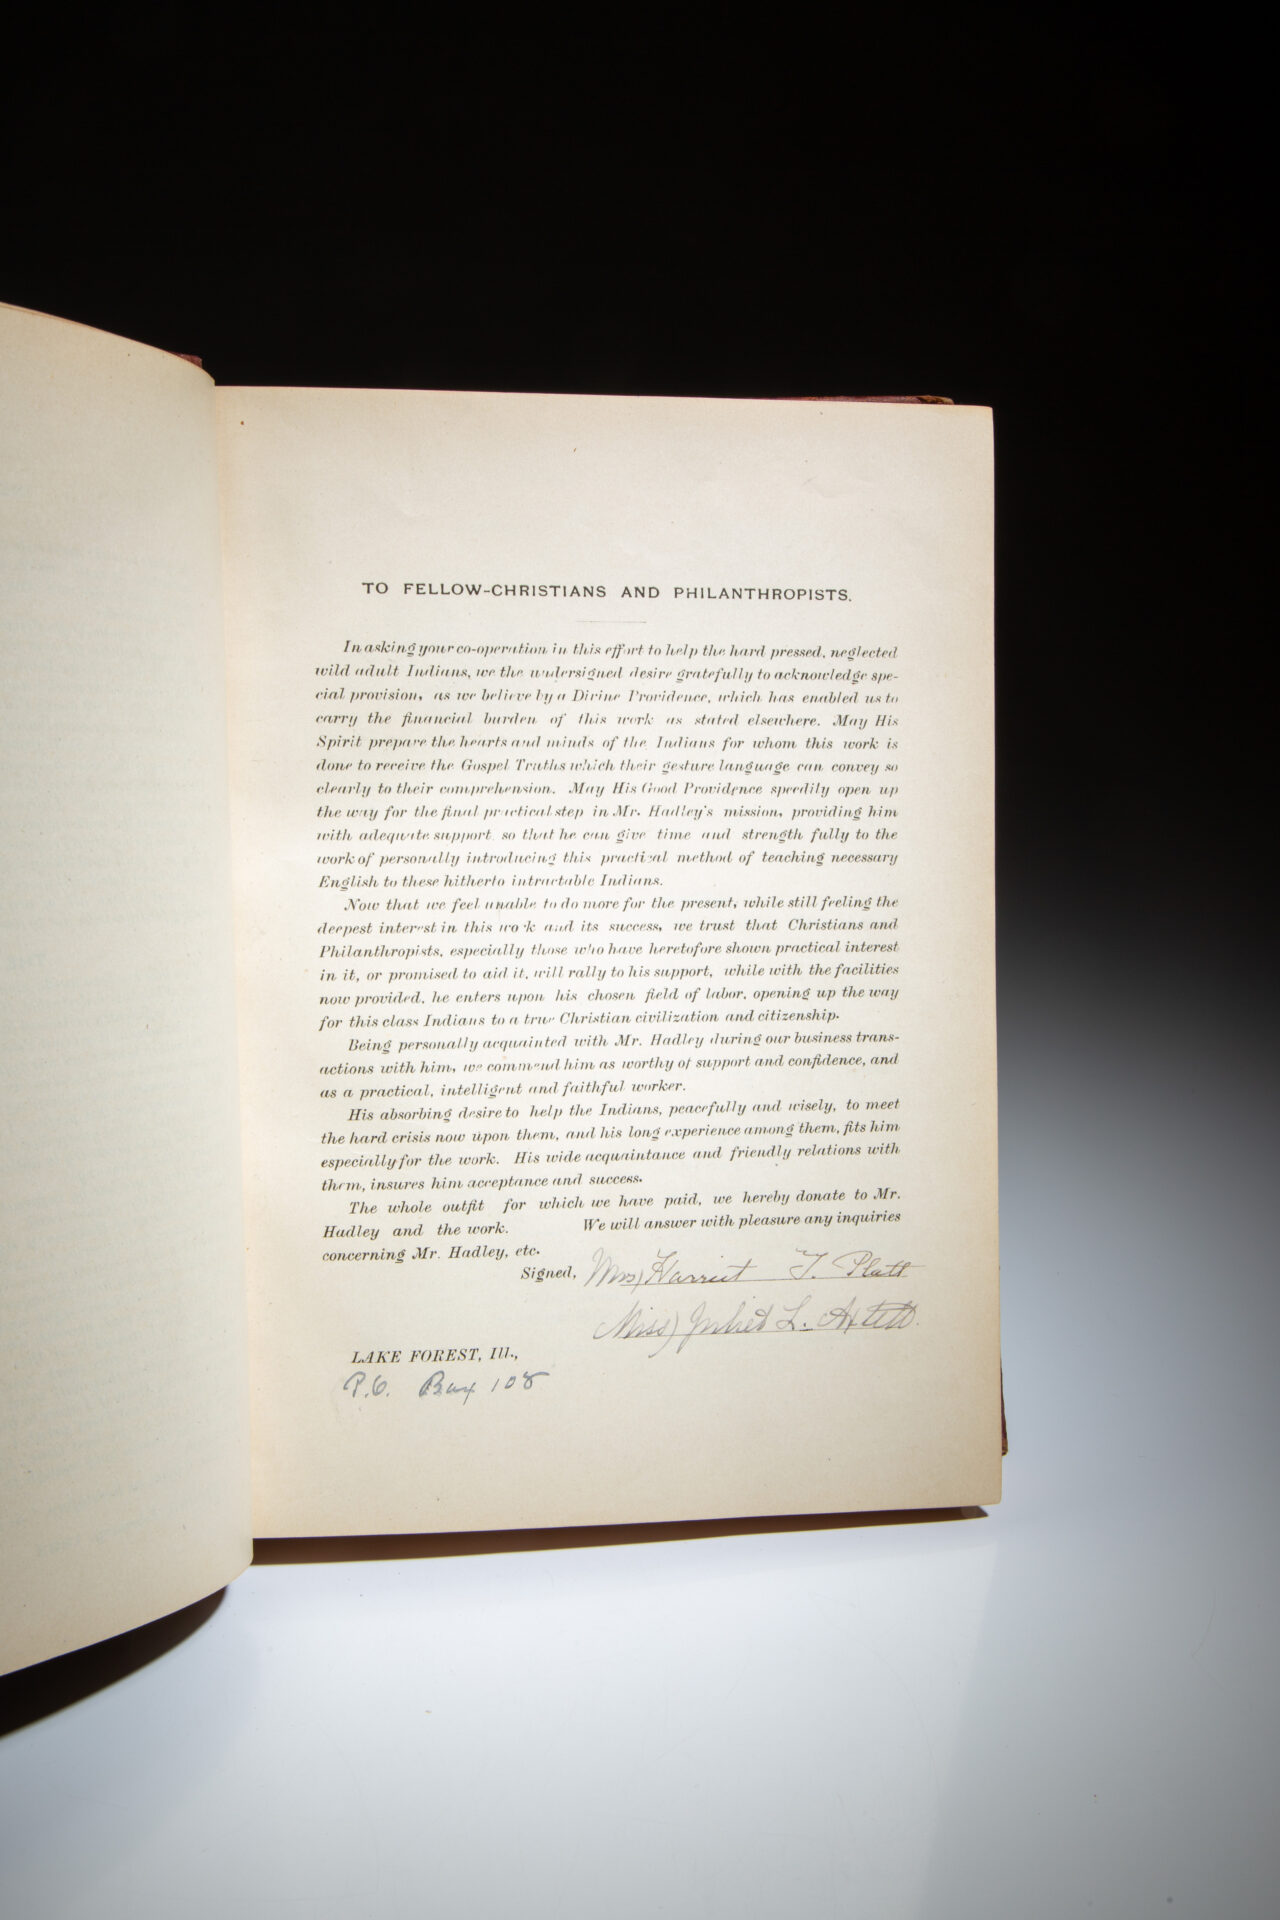 TO FELLOW-CHRISTIANS AND PHILANTHROPISTS.
In asking your co-operation in this effort to help the hard pressed, neglected
wild adult Indians, we the undersigned desire gratefully to acknowledge spe-
cial provision, as we believe by a Divine Providence, which has enabled us to
carry the financial burden of this work as stated elsewhere. May His
Spirit prepare the hearts and minds of the Indians for whom this work is
done to receive the Gospel Truths which their gesture language can convey so
clearly to their comprehension. May His Good Providence speedily open up
the way for the final practical step in Mr. Hadley's mission, providing him
with adequate support, so that he can give time and strength fully to the
work of personally introducing this practical method of teaching necessary
English to these hitherto intractable Indians.
Now that we feel unable to do more for the present, while still feeling the
deepest interest in this work and its success, we trust that Christians and
Philanthropists, especially those who have heretofore shown practical interest
in it, or promised to aid it, will rally to his support, while with the facilities
now provided, he enters upon his chosen field of labor, opening up the way
for this class Indians to a true Christian civilization and citizenship.
Being personally acquainted with Mr. Hadley during our business trans-
actions with him, we commend him as worthy of support and confidence, and
as a practical, intelligent and faithful worker.
His absorbing desire to help the Indians, peacefully and wisely, to meet
the hard crisis now upon them, and his long experience among them, fits him
especially for the work. His wide acquaintance and friendly relations with
them, insures him acceptance and success.
The whole outfit for which we have paid, we hereby donate to Mr.
Hadley and the work. We will answer with pleasure any inquiries
concerning Mr. Hadley, etc.
Signed, Mrs) Harriet T. Platt
Miss) Juliet L. Axtell.
LAKE FOREST, Ill.,
P.O. Box 108